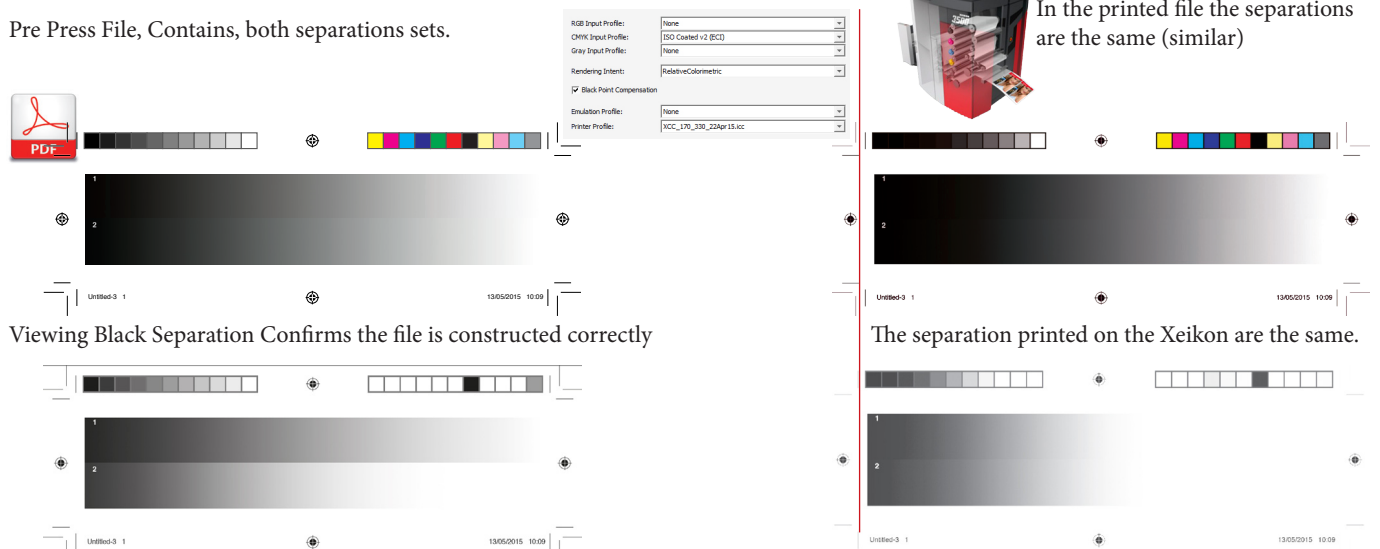 Pre Press File, Contains, both separations sets.
RGB Input Profile: None
CMYK Input Profile: ISO Coated v2 (ECI)
Gray Input Profile: None
Rendering Intent: RelativeColorimetric
Black Point Compensation
Emulation Profile: None
Printer Profile: XCC_170_330_22Apr15.icc
3500
In the printed file the separations
are the same (similar)
PDF
1
2
Untitled-3 1
13/05/2015 10:09
1
2
Untitled-3 1
13/05/2015 10:09
Viewing Black Separation Confirms the file is constructed correctly
The separation printed on the Xeikon are the same.
1
2
Untitled-3 1
13/05/2015 10:09
1
2
Untitled-3 1
13/05/2015 10:09